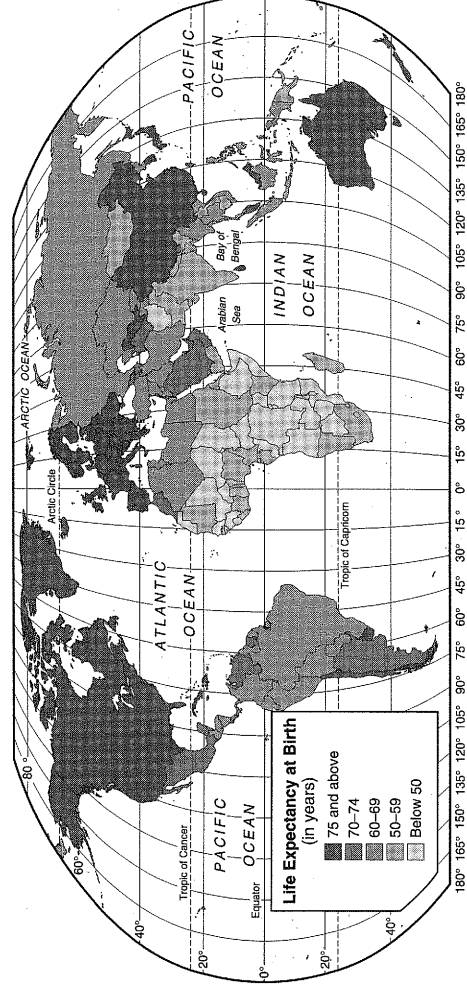 80°
ARCTIC OCEAN
60°
Arctic Circle
40°
ATLANTIC
OCEAN
PACIFIC
OCEAN
Tropic of Cancer
20°
PACIFIC
OCEAN
Arabian
Sea
Bay of
Bengal
Equator
0°
INDIAN
OCEAN
20°
Tropic of Capricorn
40°
Life Expectancy at Birth
(in years)
75 and above
70–74
60–69
50–59
Below 50
180° 165° 150° 135° 120° 105° 90° 75° 60° 45° 30° 15° 0° 15° 30° 45° 60° 75° 90° 105° 120° 135° 150° 165° 180°